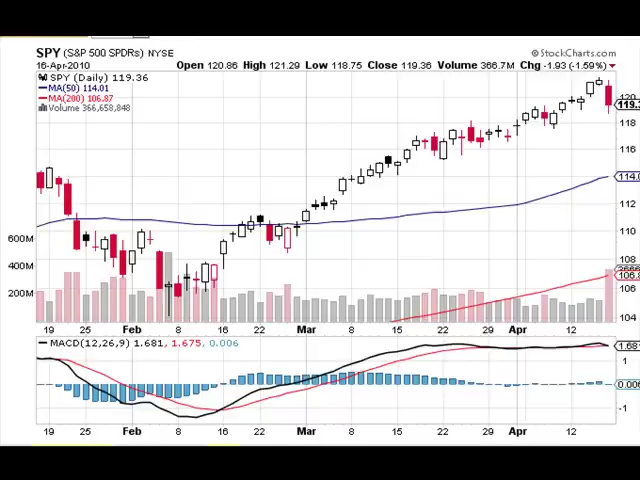 SPY (S&P 500 SPDRs) NYSE
© StockCharts.com
16-Apr-2010 Open 120.86 High 121.29 Low 118.75 Close 119.36 Volume 366.7M Chg -1.93 (-1.59%)
SPY (Daily) 119.36
MA(50) 114.01
MA(200) 106.87
Volume 366,658,848
120
118
116
112
110
108
106
104
600M
400M
200M
19 25 Feb 8 16 22 Mar 8 15 22 29 Apr 12
MACD(12,26,9) 1.681, 1.675, 0.006
1
-1
19 25 Feb 8 16 22 Mar 8 15 22 29 Apr 12